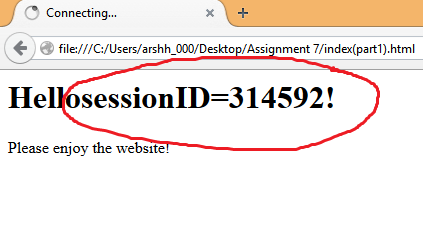 Connecting...
file:///C:/Users/arshh_000/Desktop/Assignment 7/index(part1).html
HellosessionID=314592!
Please enjoy the website!